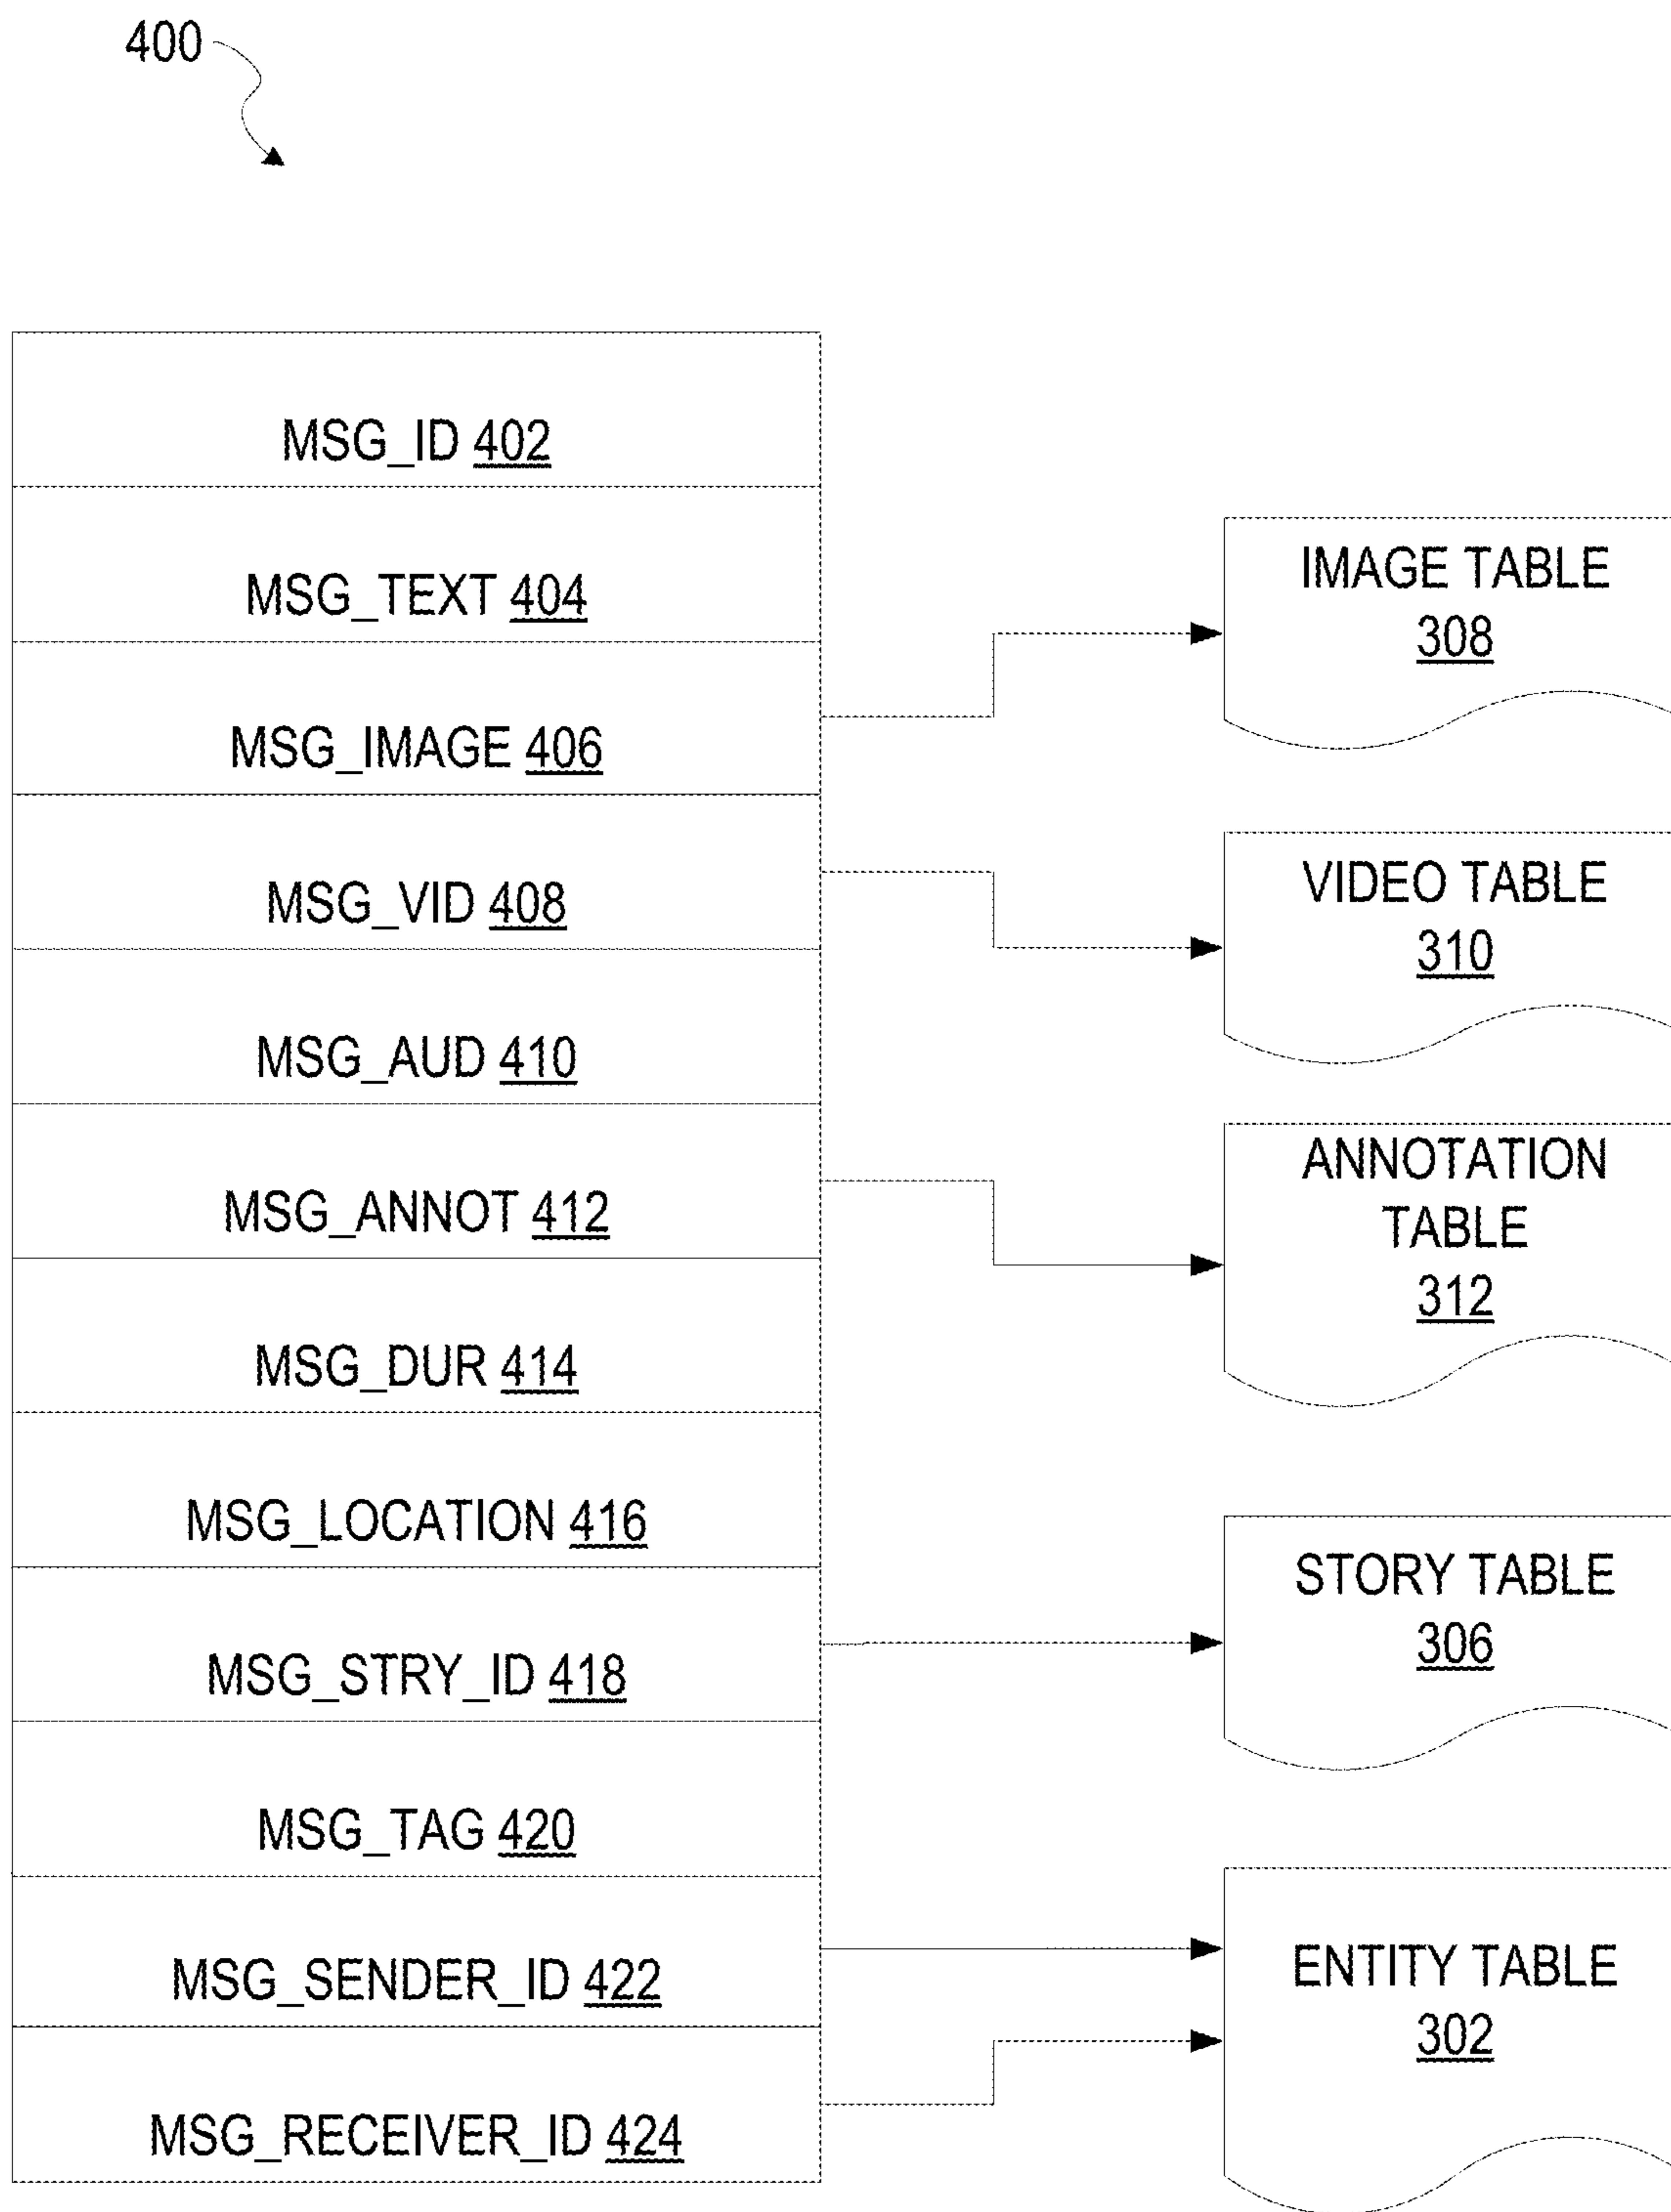 400
MSG_ID 402
MSG_TEXT 404
MSG_IMAGE 406
MSG_VID 408
MSG_AUD 410
MSG_ANNOT 412
MSG_DUR 414
MSG_LOCATION 416
MSG_STRY_ID 418
MSG_TAG 420
MSG_SENDER_ID 422
MSG_RECEIVER_ID 424
IMAGE TABLE
308
VIDEO TABLE
310
ANNOTATION
TABLE
312
STORY TABLE
306
ENTITY TABLE
302